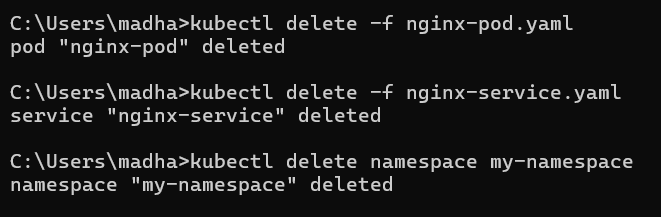 C:\Users\madha>kubectl delete -f nginx-pod.yaml
pod "nginx-pod" deleted
C:\Users\madha>kubectl delete -f nginx-service.yaml
service "nginx-service" deleted
C:\Users\madha>kubectl delete namespace my-namespace
namespace "my-namespace" deleted